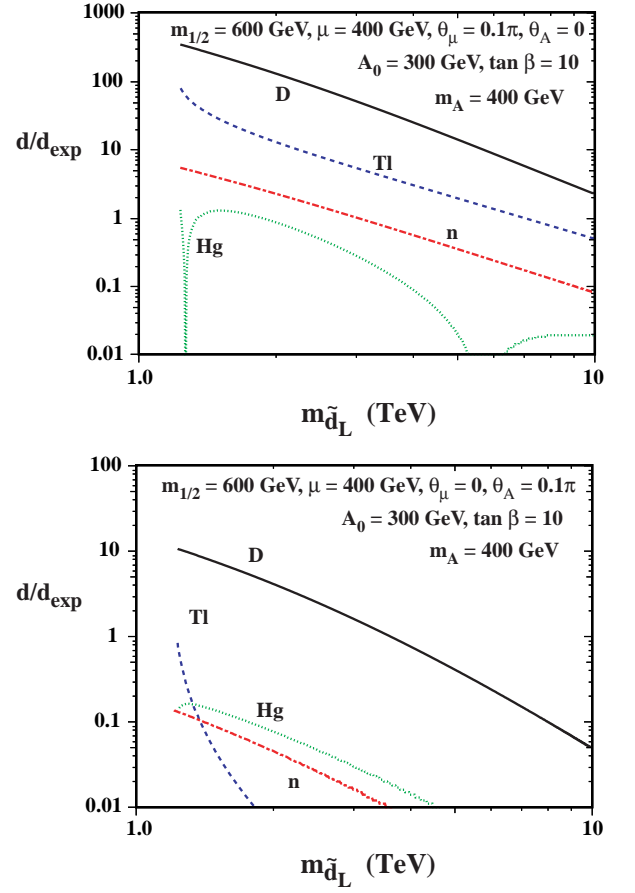 m1/2 = 600 GeV, μ = 400 GeV, θμ = 0.1π, θA = 0
A0 = 300 GeV, tan β = 10
mA = 400 GeV
1000
100
10
1
0.1
0.01
d/dexp
D
Tl
n
Hg
1.0
10
m d̃L (TeV)
m1/2 = 600 GeV, μ = 400 GeV, θμ = 0, θA = 0.1π
A0 = 300 GeV, tan β = 10
mA = 400 GeV
100
10
1
0.1
0.01
d/dexp
D
Tl
Hg
n
1.0
10
m d̃L (TeV)